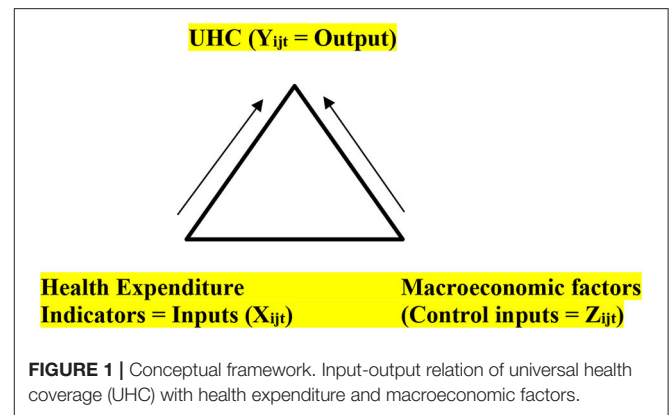 UHC (Yijt = Output)
Health Expenditure
Indicators = Inputs (Xijt)
Macroeconomic factors
(Control inputs = Zijt)
FIGURE 1 | Conceptual framework. Input-output relation of universal health
coverage (UHC) with health expenditure and macroeconomic factors.